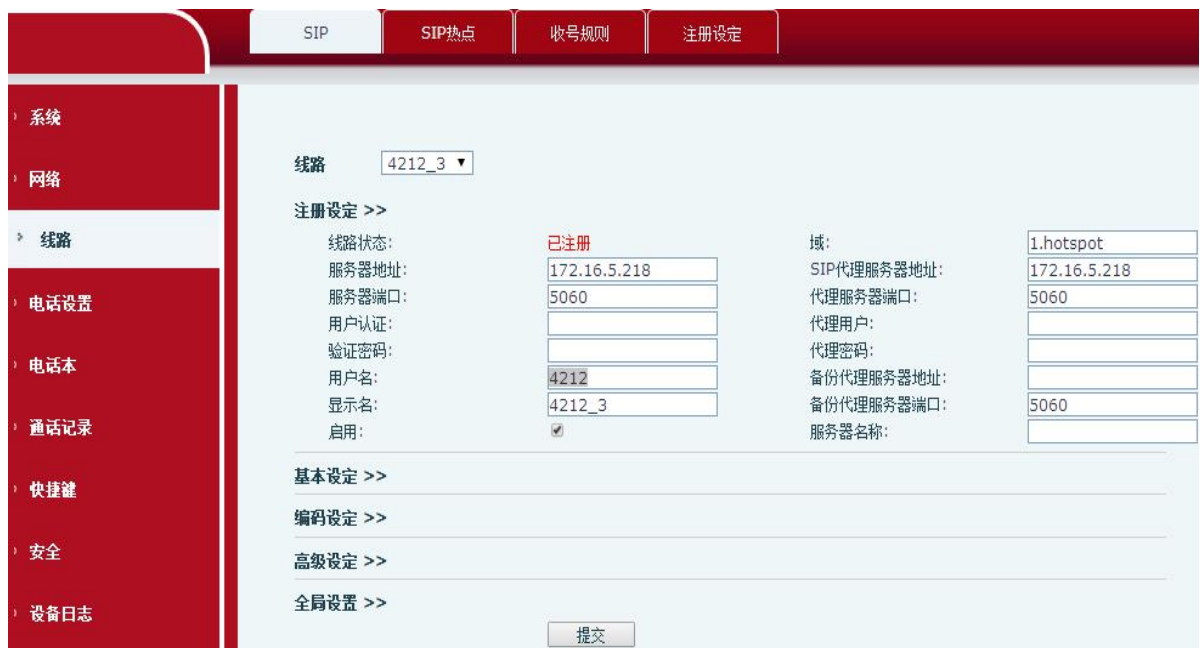 SIP SIP热点 收号规则 注册设定
系统
网络
线路
电话设置
电话本
通话记录
快捷键
安全
设备日志
线路 4212_3
注册设定 >>
线路状态: 已注册 域: 1.hotspot
服务器地址: 172.16.5.218 SIP代理服务器地址: 172.16.5.218
服务器端口: 5060 代理服务器端口: 5060
用户认证: 代理用户:
验证密码: 代理密码:
用户名: 4212 备份代理服务器地址:
显示名: 4212_3 备份代理服务器端口: 5060
启用: 服务器名称:
基本设定 >>
编码设定 >>
高级设定 >>
全局设置 >>
提交